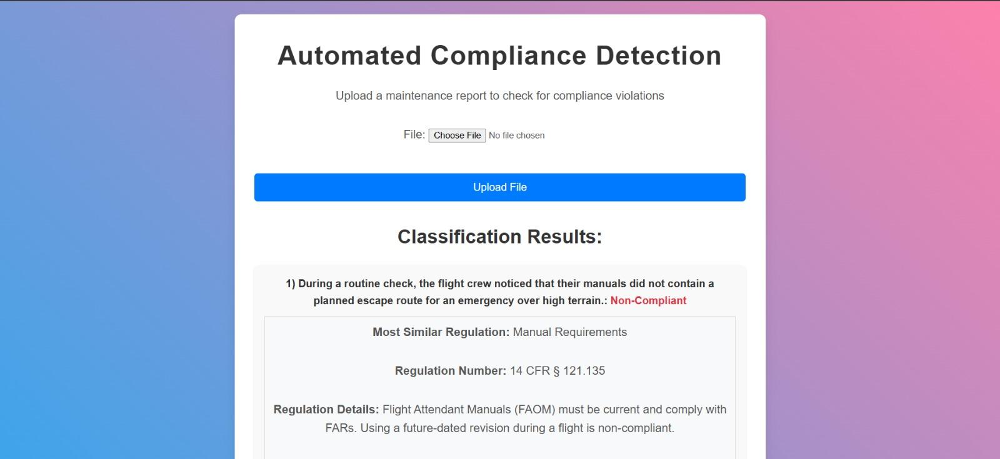 Automated Compliance Detection
Upload a maintenance report to check for compliance violations
File: Choose File No file chosen
Upload File
Classification Results:
1) During a routine check, the flight crew noticed that their manuals did not contain a
planned escape route for an emergency over high terrain.: Non-Compliant
Most Similar Regulation: Manual Requirements
Regulation Number: 14 CFR § 121.135
Regulation Details: Flight Attendant Manuals (FAOM) must be current and comply with
FARs. Using a future-dated revision during a flight is non-compliant.